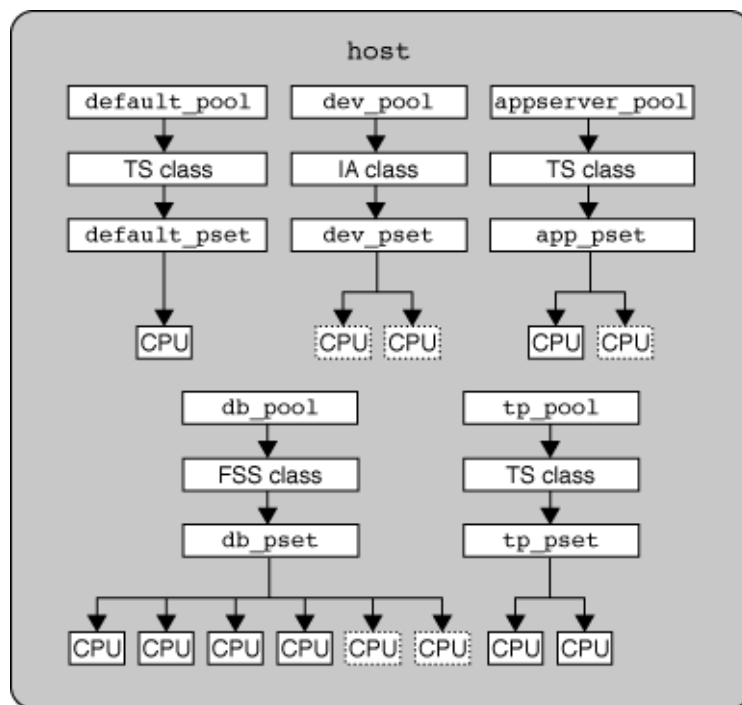 host
default_pool dev_pool appserver_pool
TS class IA class TS class
default_pset dev_pset app_pset
CPU CPU CPU CPU CPU
db_pool tp_pool
FSS class TS class
db_pset tp_pset
CPU CPU CPU CPU CPU CPU CPU CPU